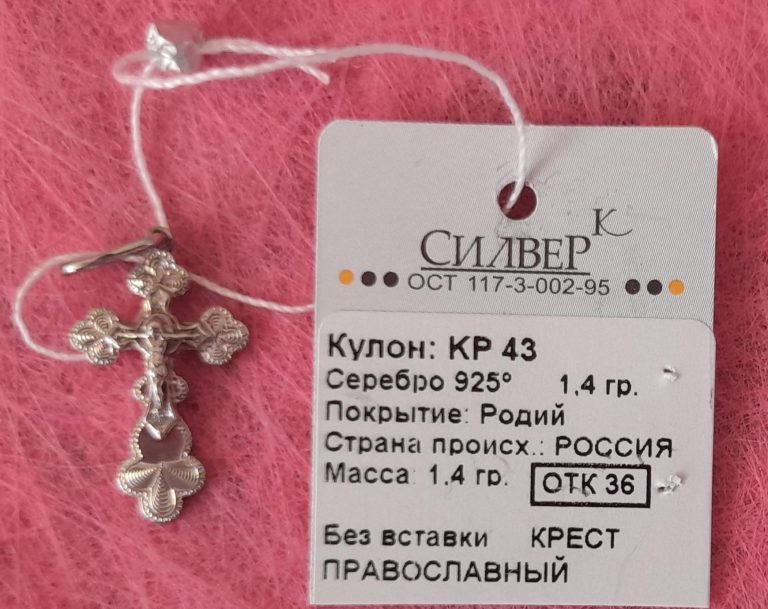 СИЛВЕР К
ОСТ 117-3-002-95
Кулон: КР 43
Серебро 925° 1,4 гр.
Покрытие: Родий
Страна происх.: РОССИЯ
Масса 1.4 гр. ОТК 36
Без вставки КРЕСТ
ПРАВОСЛАВНЫЙ